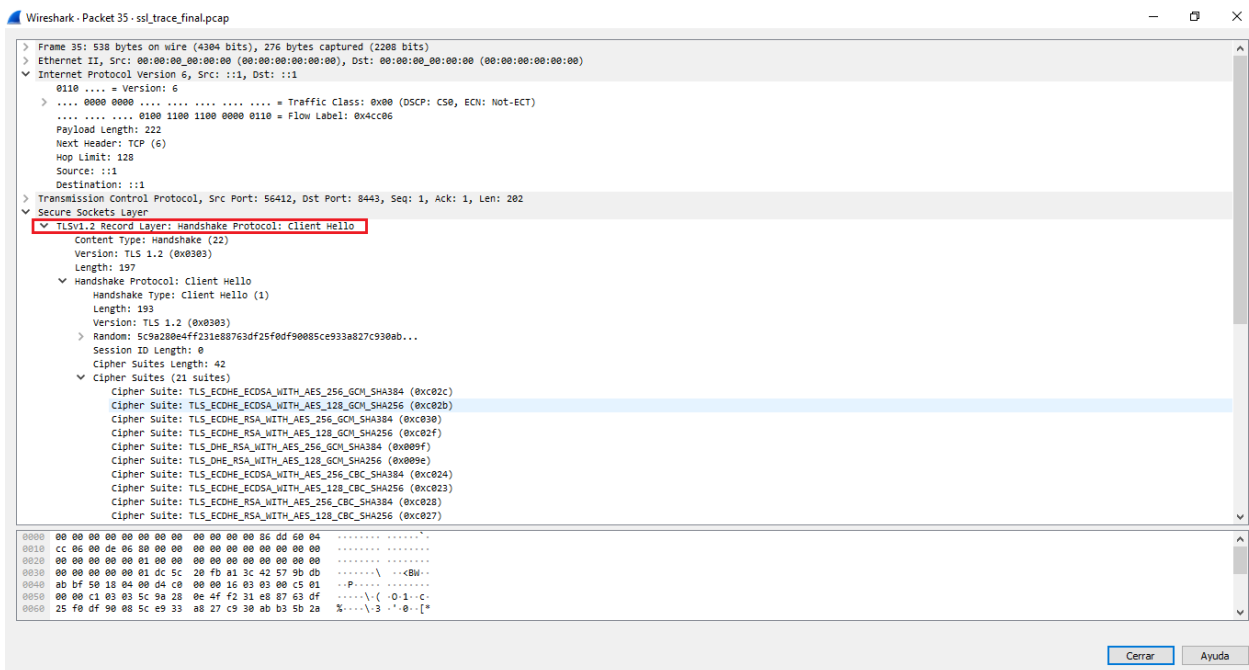 Wireshark · Packet 35 · ssl_trace_final.pcap
Frame 35: 538 bytes on wire (4304 bits), 276 bytes captured (2208 bits)
Ethernet II, Src: 00:00:00_00:00:00 (00:00:00:00:00:00), Dst: 00:00:00_00:00:00 (00:00:00:00:00:00)
Internet Protocol Version 6, Src: ::1, Dst: ::1
0110 .... = Version: 6
.... 0000 0000 .... .... .... .... .... = Traffic Class: 0x00 (DSCP: CS0, ECN: Not-ECT)
.... .... .... 0100 1100 1100 0000 0110 = Flow Label: 0x4cc06
Payload Length: 222
Next Header: TCP (6)
Hop Limit: 128
Source: ::1
Destination: ::1
Transmission Control Protocol, Src Port: 56412, Dst Port: 8443, Seq: 1, Ack: 1, Len: 202
Secure Sockets Layer
TLSv1.2 Record Layer: Handshake Protocol: Client Hello
Content Type: Handshake (22)
Version: TLS 1.2 (0x0303)
Length: 197
Handshake Protocol: Client Hello
Handshake Type: Client Hello (1)
Length: 193
Version: TLS 1.2 (0x0303)
Random: 5c9a280e4ff231e88763df25f0df90085ce933a827c930ab...
Session ID Length: 0
Cipher Suites Length: 42
Cipher Suites (21 suites)
Cipher Suite: TLS_ECDHE_ECDSA_WITH_AES_256_GCM_SHA384 (0xc02c)
Cipher Suite: TLS_ECDHE_ECDSA_WITH_AES_128_GCM_SHA256 (0xc02b)
Cipher Suite: TLS_ECDHE_RSA_WITH_AES_256_GCM_SHA384 (0xc030)
Cipher Suite: TLS_ECDHE_RSA_WITH_AES_128_GCM_SHA256 (0xc02f)
Cipher Suite: TLS_DHE_RSA_WITH_AES_256_GCM_SHA384 (0x009f)
Cipher Suite: TLS_DHE_RSA_WITH_AES_128_GCM_SHA256 (0x009e)
Cipher Suite: TLS_ECDHE_ECDSA_WITH_AES_256_CBC_SHA384 (0xc024)
Cipher Suite: TLS_ECDHE_ECDSA_WITH_AES_128_CBC_SHA256 (0xc023)
Cipher Suite: TLS_ECDHE_RSA_WITH_AES_256_CBC_SHA384 (0xc028)
Cipher Suite: TLS_ECDHE_RSA_WITH_AES_128_CBC_SHA256 (0xc027)
0000 00 00 00 00 00 00 00 00 00 00 00 00 86 dd 60 04 ········ ······`·
0010 cc 06 00 de 06 80 00 00 00 00 00 00 00 00 00 00 ········ ········
0020 00 00 00 00 00 01 00 00 00 00 00 00 00 00 00 00 ········ ········
0030 00 00 00 00 00 01 dc 5c 20 fb a1 3c 42 57 9b db ·······\ ··<BW··
0040 ab bf 50 18 04 00 d4 c0 00 00 16 03 03 00 c5 01 ··P····· ········
0050 00 00 c1 03 03 5c 9a 28 0e 4f f2 31 e8 87 63 df ·····\·( ·O·1··c·
0060 25 f0 df 90 08 5c e9 33 a8 27 c9 30 ab b3 5b 2a %····\·3 ·'·0··[*
Cerrar
Ayuda